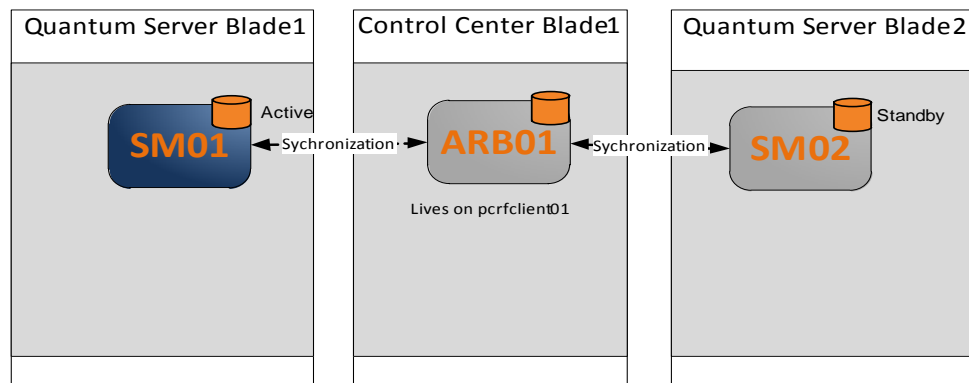 Quantum Server Blade1
Control Center Blade1
Quantum Server Blade2
SM01
Active
Sychronization
ARB01
Sychronization
SM02
Standby
Lives on pcrfclient01